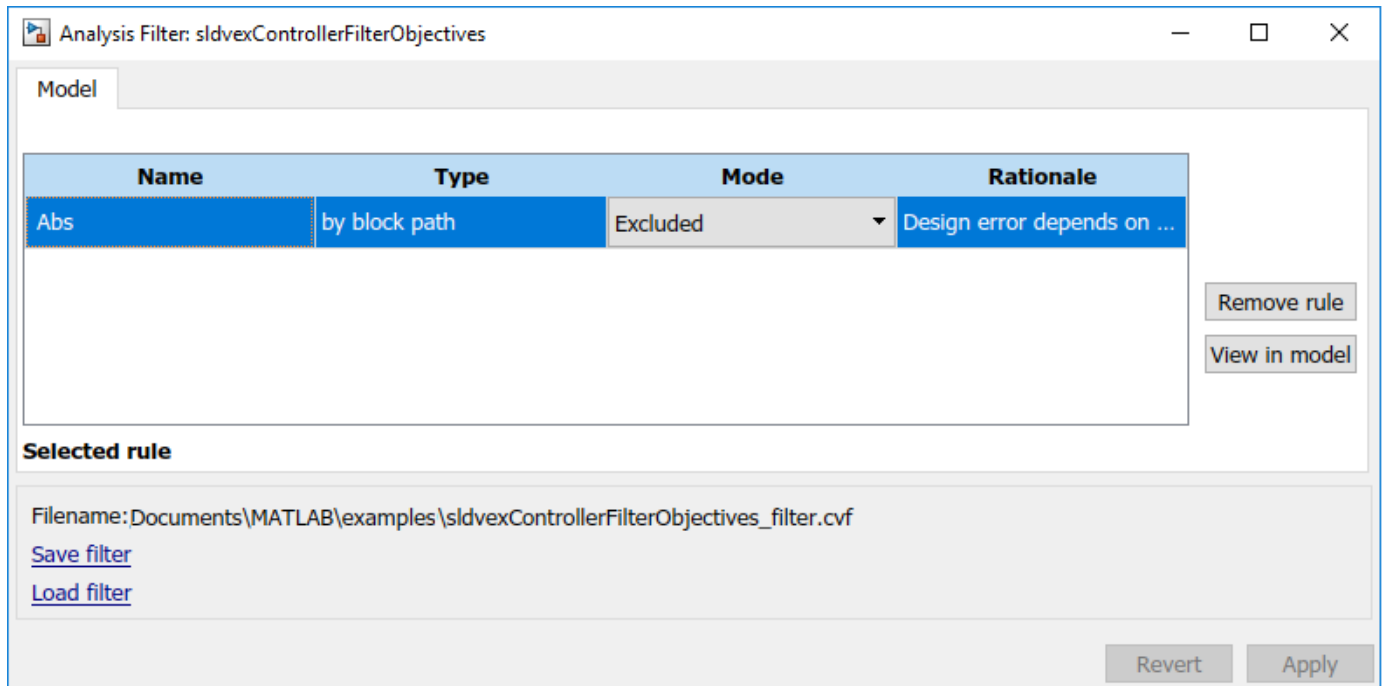 Analysis Filter: sldvexControllerFilterObjectives
Model
Name Type Mode Rationale
Abs by block path Excluded Design error depends on ...
Remove rule
View in model
Selected rule
Filename:Documents\MATLAB\examples\sldvexControllerFilterObjectives_filter.cvf
Save filter
Load filter
Revert Apply